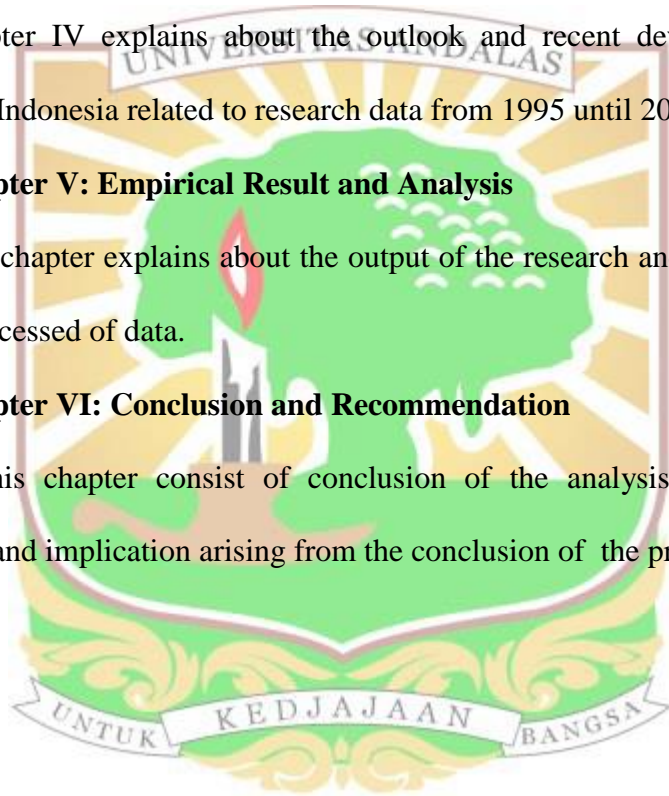 pter IV explains about the outlook and recent dev
UNIVERSITAS ANDALAS
Indonesia related to research data from 1995 until 20
pter V: Empirical Result and Analysis
chapter explains about the output of the research an
cessed of data.
pter VI: Conclusion and Recommendation
his chapter consist of conclusion of the analysis
and implication arising from the conclusion of the pr
UNTUK KEDJAJAAN BANGSA